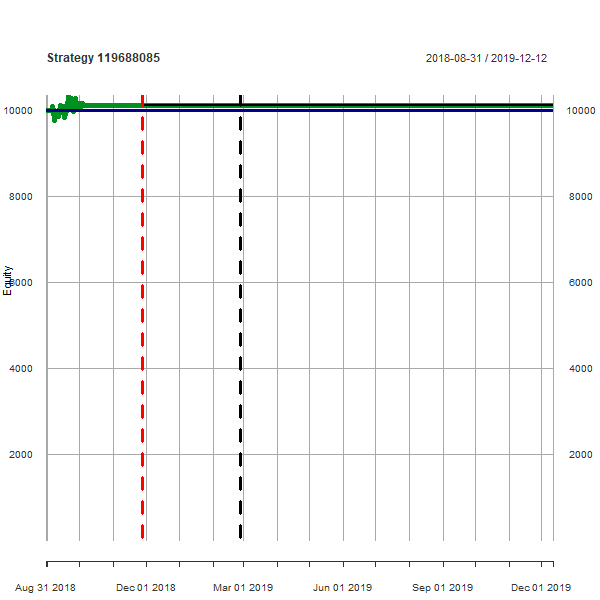 Strategy 119688085
2018-08-31 / 2019-12-12
10000
10000
8000
8000
Equity
6000
6000
4000
4000
2000
2000
Aug 31 2018
Dec 01 2018
Mar 01 2019
Jun 01 2019
Sep 01 2019
Dec 01 2019